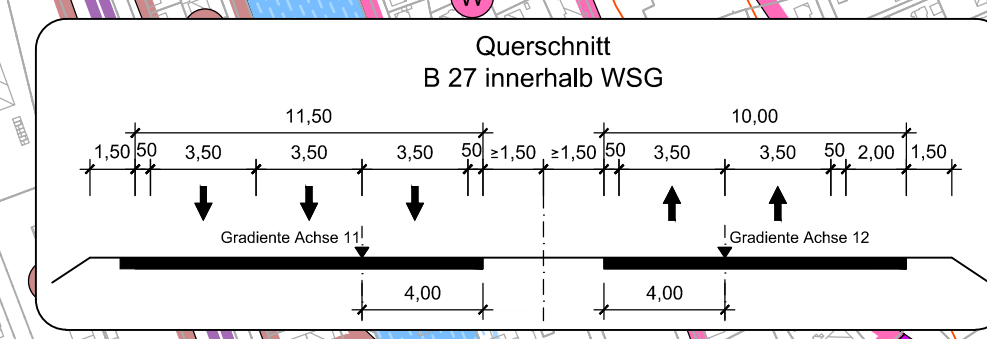 W
Querschnitt
B 27 innerhalb WSG
11,50 10,00
1,50 50 3,50 3,50 3,50 50 ≥1,50 ≥1,50 50 3,50 3,50 50 2,00 1,50
Gradiente Achse 11 Gradiente Achse 12
4,00 4,00